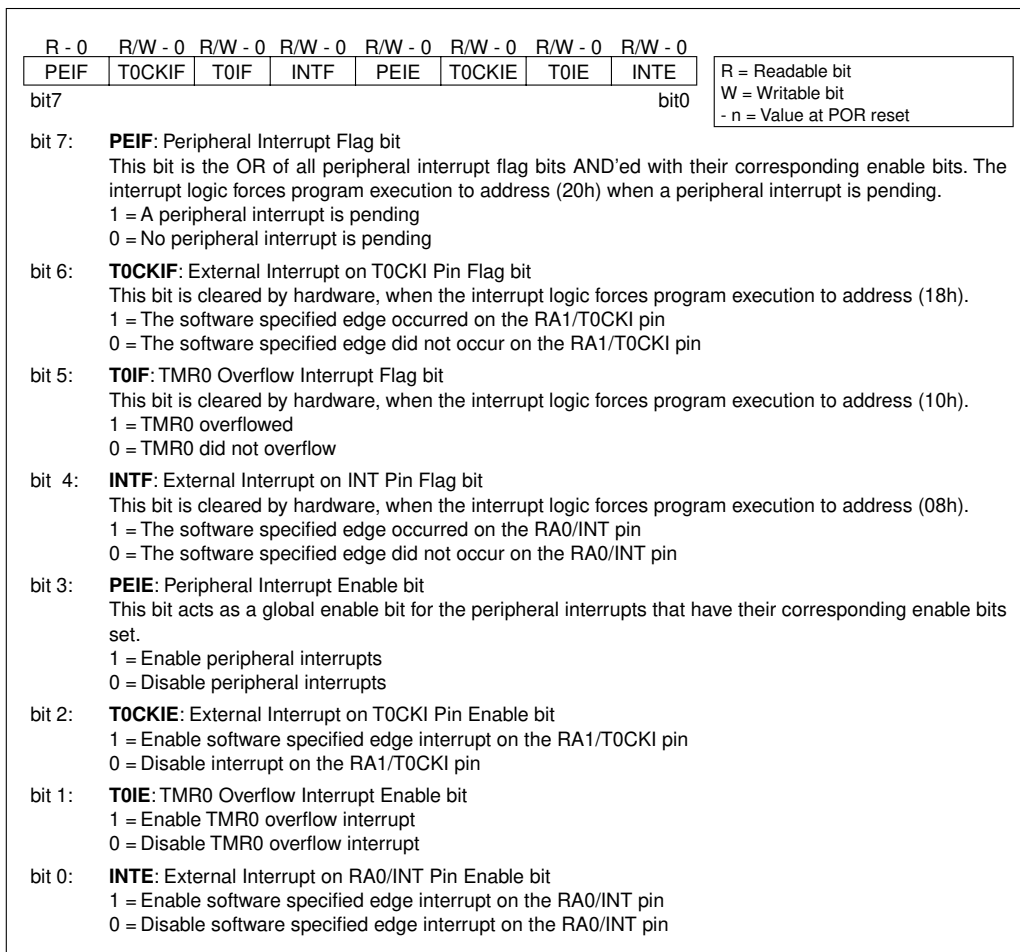 R - 0 R/W - 0 R/W - 0 R/W - 0 R/W - 0 R/W - 0 R/W - 0 R/W - 0
PEIF T0CKIF T0IF INTF PEIE T0CKIE T0IE INTE
bit7 bit0
R = Readable bit
W = Writable bit
- n = Value at POR reset
bit 7: PEIF: Peripheral Interrupt Flag bit
This bit is the OR of all peripheral interrupt flag bits AND'ed with their corresponding enable bits. The
interrupt logic forces program execution to address (20h) when a peripheral interrupt is pending.
1 = A peripheral interrupt is pending
0 = No peripheral interrupt is pending
bit 6: T0CKIF: External Interrupt on T0CKI Pin Flag bit
This bit is cleared by hardware, when the interrupt logic forces program execution to address (18h).
1 = The software specified edge occurred on the RA1/T0CKI pin
0 = The software specified edge did not occur on the RA1/T0CKI pin
bit 5: T0IF: TMR0 Overflow Interrupt Flag bit
This bit is cleared by hardware, when the interrupt logic forces program execution to address (10h).
1 = TMR0 overflowed
0 = TMR0 did not overflow
bit 4: INTF: External Interrupt on INT Pin Flag bit
This bit is cleared by hardware, when the interrupt logic forces program execution to address (08h).
1 = The software specified edge occurred on the RA0/INT pin
0 = The software specified edge did not occur on the RA0/INT pin
bit 3: PEIE: Peripheral Interrupt Enable bit
This bit acts as a global enable bit for the peripheral interrupts that have their corresponding enable bits
set.
1 = Enable peripheral interrupts
0 = Disable peripheral interrupts
bit 2: T0CKIE: External Interrupt on T0CKI Pin Enable bit
1 = Enable software specified edge interrupt on the RA1/T0CKI pin
0 = Disable interrupt on the RA1/T0CKI pin
bit 1: T0IE: TMR0 Overflow Interrupt Enable bit
1 = Enable TMR0 overflow interrupt
0 = Disable TMR0 overflow interrupt
bit 0: INTE: External Interrupt on RA0/INT Pin Enable bit
1 = Enable software specified edge interrupt on the RA0/INT pin
0 = Disable software specified edge interrupt on the RA0/INT pin